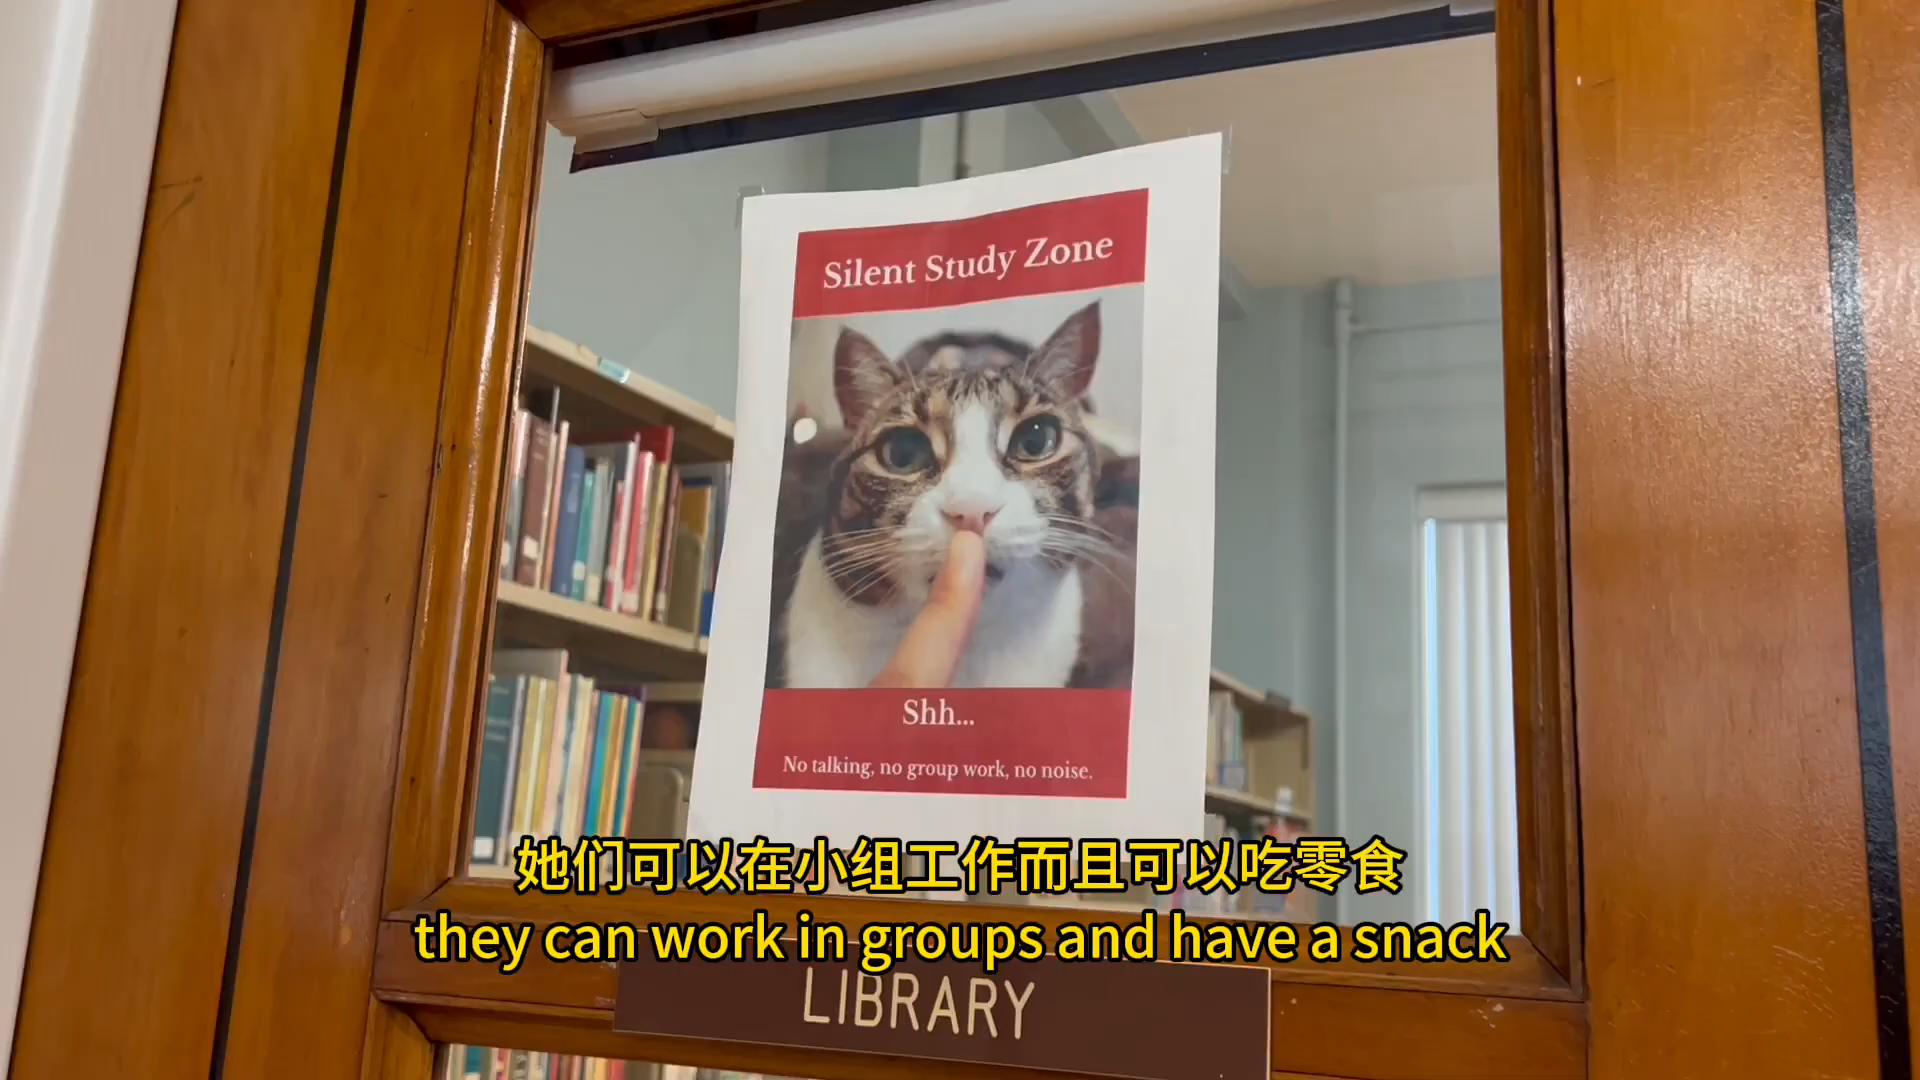 Silent Study Zone
Shh...
No talking, no group work, no noise.
她们可以在小组工作而且可以吃零食
they can work in groups and have a snack
LIBRARY